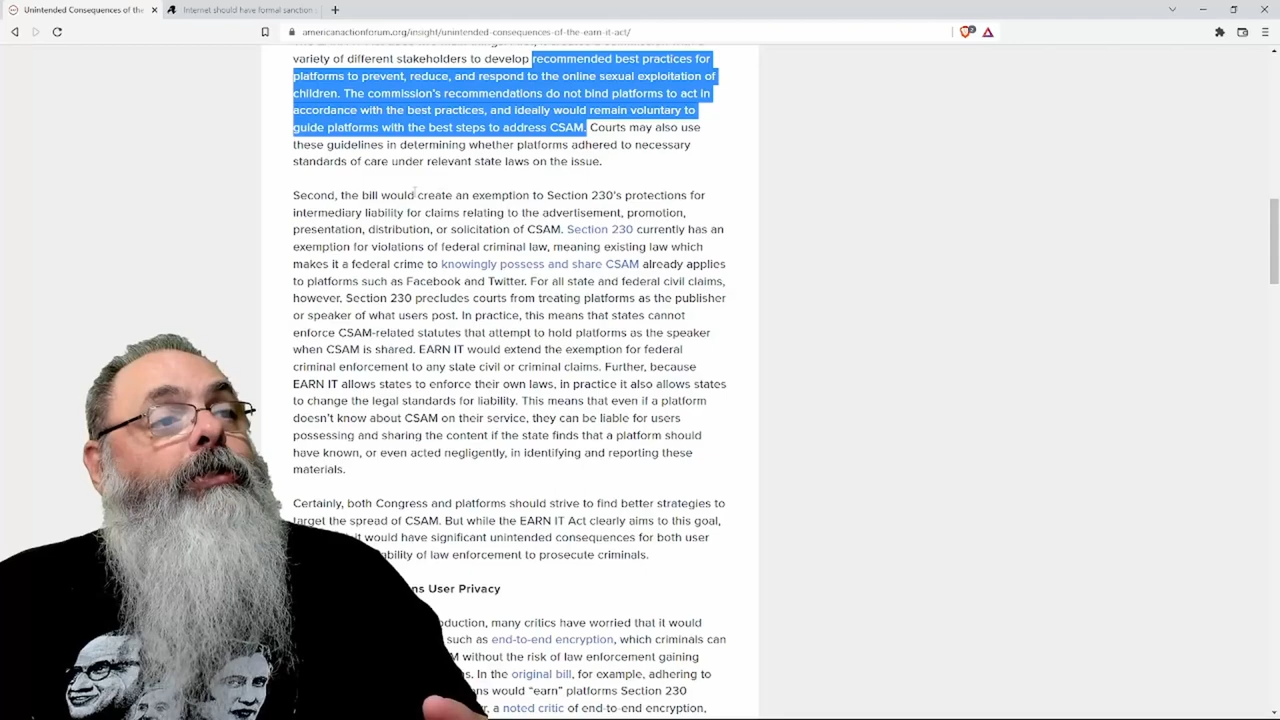 Unintended Consequences of the
Internet should have formal sanction
americanactionforum.org/insight/unintended-consequences-of-the-earn-it-act/
variety of different stakeholders to develop recommended best practices for
platforms to prevent, reduce, and respond to the online sexual exploitation of
children. The commission's recommendations do not bind platforms to act in
accordance with the best practices, and ideally would remain voluntary to
guide platforms with the best steps to address CSAM. Courts may also use
these guidelines in determining whether platforms adhered to necessary
standards of care under relevant state laws on the issue.
Second, the bill would create an exemption to Section 230's protections for
intermediary liability for claims relating to the advertisement, promotion,
presentation, distribution, or solicitation of CSAM. Section 230 currently has an
exemption for violations of federal criminal law, meaning existing law which
makes it a federal crime to knowingly possess and share CSAM already applies
to platforms such as Facebook and Twitter. For all state and federal civil claims,
however, Section 230 precludes courts from treating platforms as the publisher
or speaker of what users post. In practice, this means that states cannot
enforce CSAM-related statutes that attempt to hold platforms as the speaker
when CSAM is shared. EARN IT would extend the exemption for federal
criminal enforcement to any state civil or criminal claims. Further, because
EARN IT allows states to enforce their own laws, in practice it also allows states
to change the legal standards for liability. This means that even if a platform
doesn't know about CSAM on their service, they can be liable for users
possessing and sharing the content if the state finds that a platform should
have known, or even acted negligently, in identifying and reporting these
materials.
Certainly, both Congress and platforms should strive to find better strategies to
target the spread of CSAM. But while the EARN IT Act clearly aims to this goal,
it would have significant unintended consequences for both user
ability of law enforcement to prosecute criminals.
ns User Privacy
oduction, many critics have worried that it would
such as end-to-end encryption, which criminals can
M without the risk of law enforcement gaining
s. In the original bill, for example, adhering to
ns would “earn” platforms Section 230
r, a noted critic of end-to-end encryption,